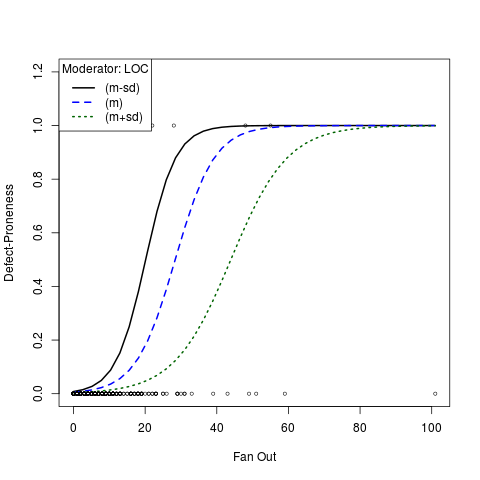 Moderator: LOC
(m-sd)
(m)
(m+sd)
Defect-Proneness
1.2
1.0
0.8
0.6
0.4
0.2
0.0
0 20 40 60 80 100
Fan Out